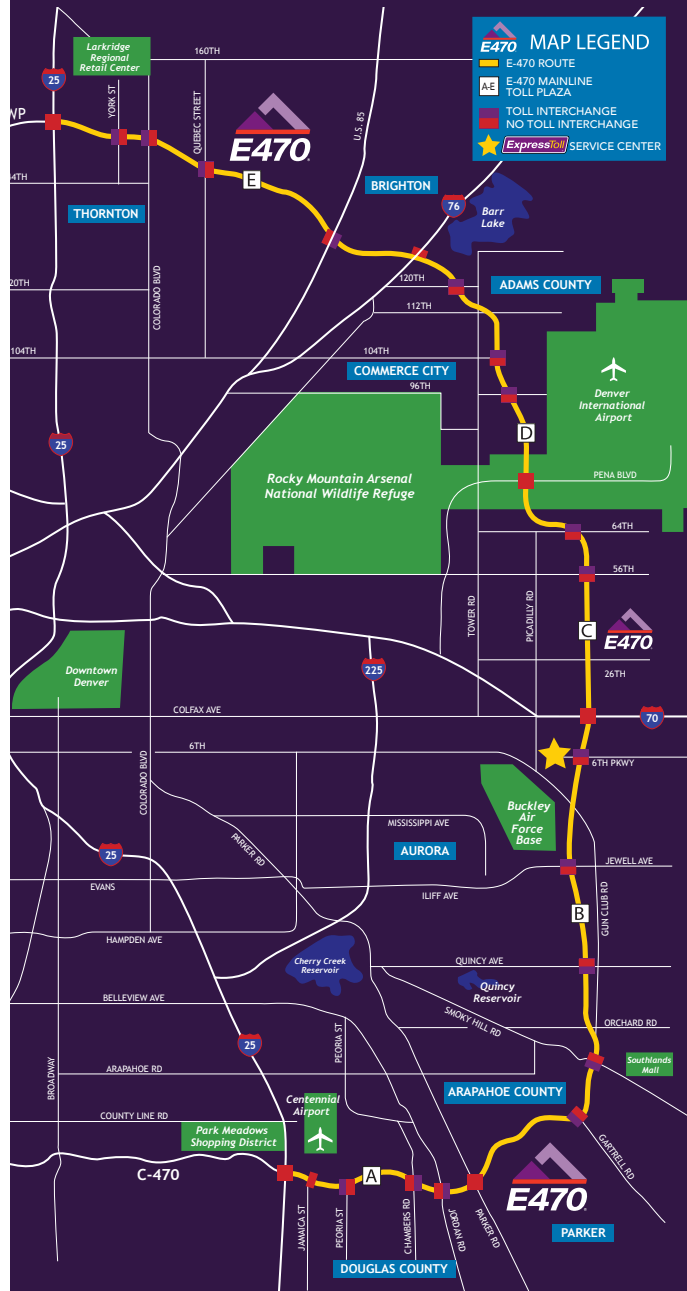 Larkridge
Regional
Retail Center
160TH
E470
MAP LEGEND
E-470 ROUTE
A-E
E-470 MAINLINE
TOLL PLAZA
TOLL INTERCHANGE
NO TOLL INTERCHANGE
ExpressToll SERVICE CENTER
25
YORK ST
QUEBEC STREET
U.S. 85
WP
E470
E
BRIGHTON
76
Barr
Lake
THORNTON
COLORADO BLVD
120TH
ADAMS COUNTY
112TH
104TH
104TH
COMMERCE CITY
96TH
Denver
International
Airport
D
25
Rocky Mountain Arsenal
National Wildlife Refuge
PENA BLVD
64TH
56TH
TOWER RD
PICADILLY RD
C
E470
225
26TH
Downtown
Denver
COLFAX AVE
70
6TH
6TH PKWY
COLORADO BLVD
Buckley
Air
Force
Base
MISSISSIPPI AVE
PARKER RD
25
AURORA
JEWELL AVE
EVANS
ILIFF AVE
GUN CLUB RD
B
HAMPDEN AVE
Cherry Creek
Reservoir
QUINCY AVE
Quincy
Reservoir
BELLEVIEW AVE
SMOKY HILL RD
ORCHARD RD
25
PEORIA ST
BROADWAY
ARAPAHOE RD
Southlands
Mall
ARAPAHOE COUNTY
Centennial
Airport
COUNTY LINE RD
Park Meadows
Shopping District
GARTRELL RD
C-470
A
E470
JAMAICA ST
PEORIA ST
CHAMBERS RD
JORDAN RD
PARKER RD
PARKER
DOUGLAS COUNTY